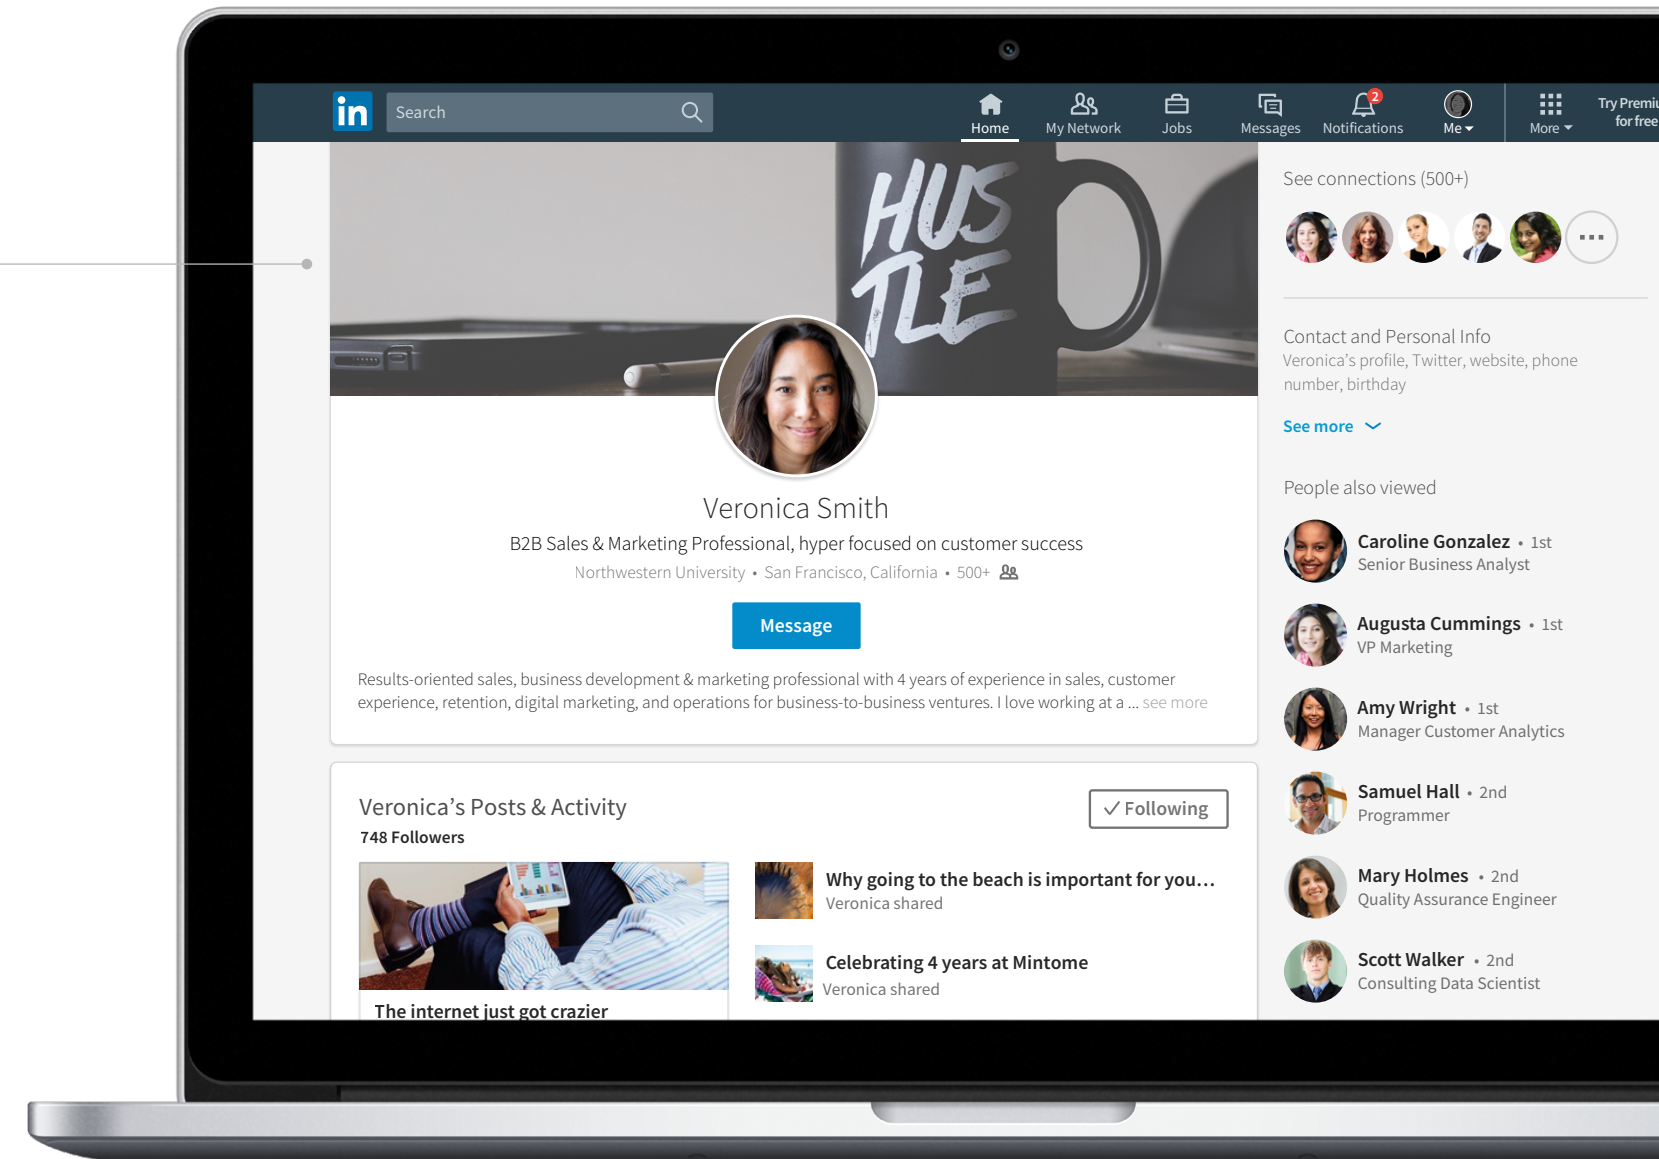 in
Search
Home
My Network
Jobs
Messages
2
Notifications
Me
More
Try Premiu
for free
HUS
TLE
Veronica Smith
B2B Sales & Marketing Professional, hyper focused on customer success
Northwestern University • San Francisco, California • 500+
Message
Results-oriented sales, business development & marketing professional with 4 years of experience in sales, customer
experience, retention, digital marketing, and operations for business-to-business ventures. I love working at a ... see more
Veronica’s Posts & Activity
✓ Following
748 Followers
The internet just got crazier
Why going to the beach is important for you…
Veronica shared
Celebrating 4 years at Mintome
Veronica shared
See connections (500+)
Contact and Personal Info
Veronica’s profile, Twitter, website, phone
number, birthday
See more
People also viewed
Caroline Gonzalez • 1st
Senior Business Analyst
Augusta Cummings • 1st
VP Marketing
Amy Wright • 1st
Manager Customer Analytics
Samuel Hall • 2nd
Programmer
Mary Holmes • 2nd
Quality Assurance Engineer
Scott Walker • 2nd
Consulting Data Scientist